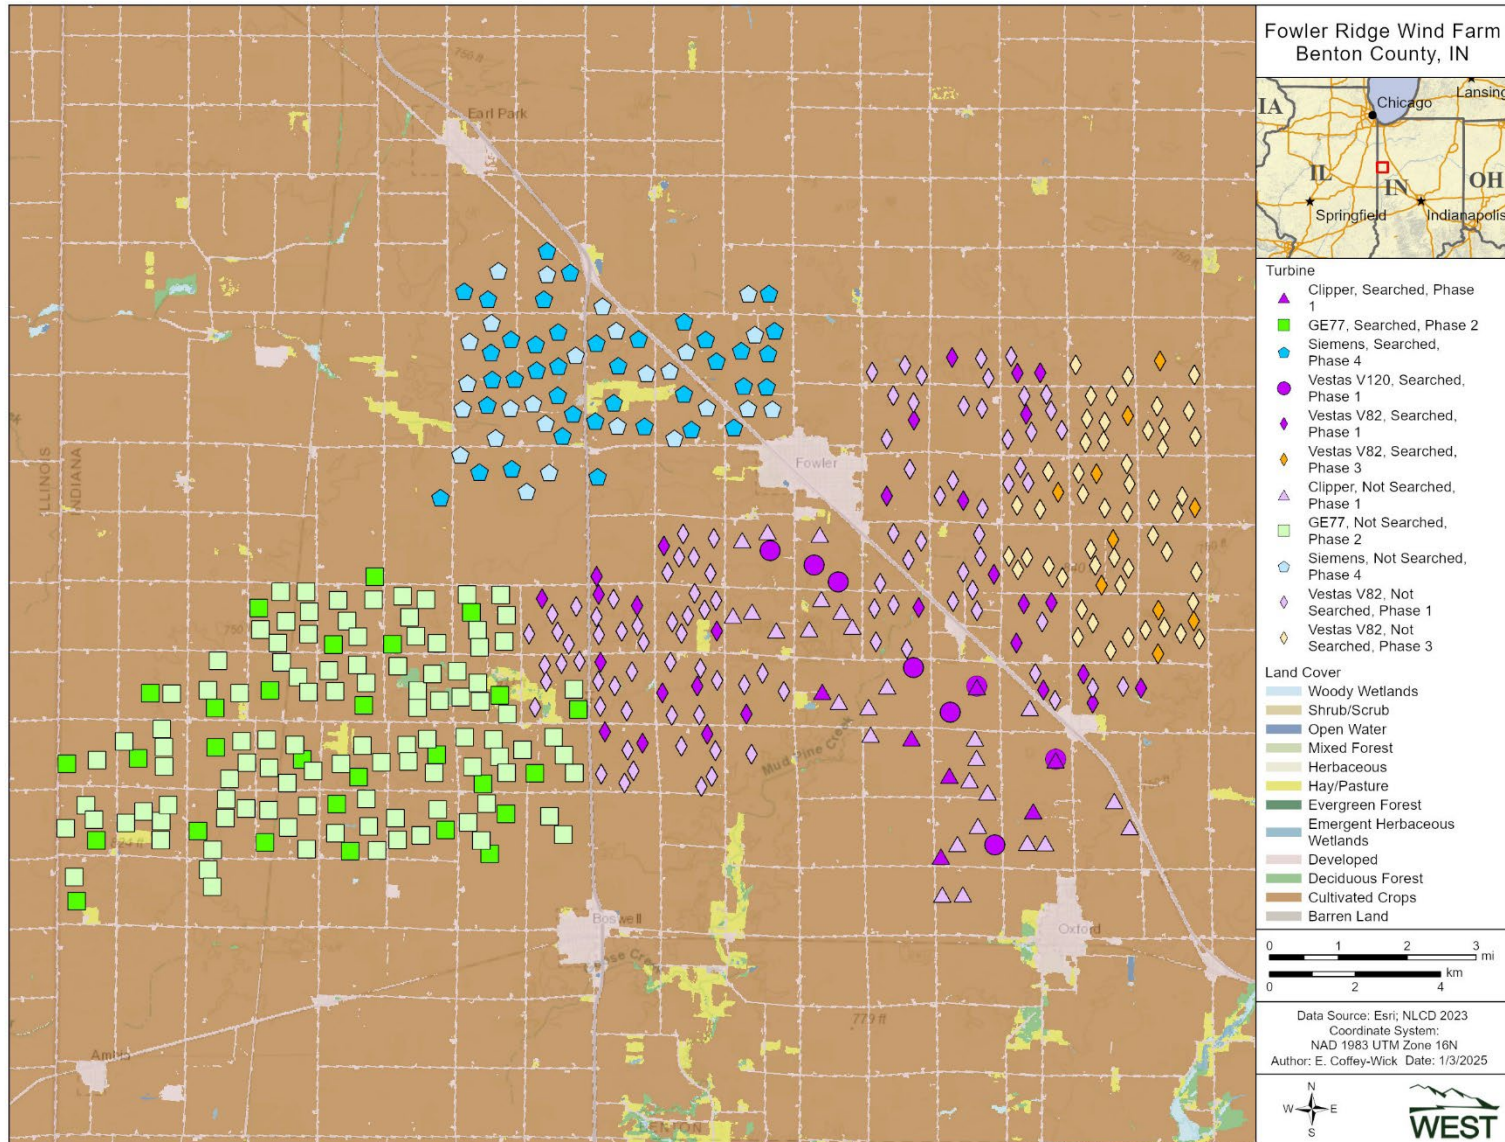 Fowler Ridge Wind Farm
Benton County, IN
IA
Chicago
Lansing
IL
IN
OH
Springfield
Indianapolis
Turbine
Clipper, Searched, Phase
1
GE77, Searched, Phase 2
Siemens, Searched,
Phase 4
Vestas V120, Searched,
Phase 1
Vestas V82, Searched,
Phase 1
Vestas V82, Searched,
Phase 3
Clipper, Not Searched,
Phase 1
GE77, Not Searched,
Phase 2
Siemens, Not Searched,
Phase 4
Vestas V82, Not
Searched, Phase 1
Vestas V82, Not
Searched, Phase 3
Land Cover
Woody Wetlands
Shrub/Scrub
Open Water
Mixed Forest
Herbaceous
Hay/Pasture
Evergreen Forest
Emergent Herbaceous
Wetlands
Developed
Deciduous Forest
Cultivated Crops
Barren Land
0 1 2 3
mi
km
0 2 4
Data Source: Esri; NLCD 2023
Coordinate System:
NAD 1983 UTM Zone 16N
Author: E. Coffey-Wick Date: 1/3/2025
N
W E
S
WEST
Earl Park
ILLINOIS
INDIANA
Fowler
Mud Pine Creek
Boswell
Oxford
824 ft
779 ft